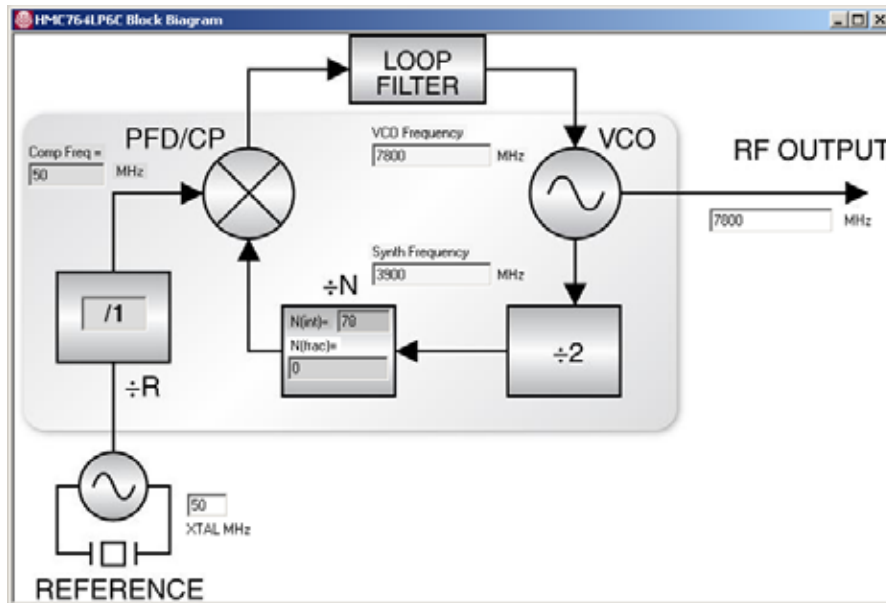 HMC764LP6C Block Biagram
LOOP
FILTER
PFD/CP
VCO Frequency
7800 MHz
VCO
Comp Freq =
50 MHz
RF OUTPUT
7800 MHz
Synth Frequency
3900 MHz
÷N
/1
N(int)= 78
N(frac)=
0
÷2
÷R
50
XTAL MHz
REFERENCE